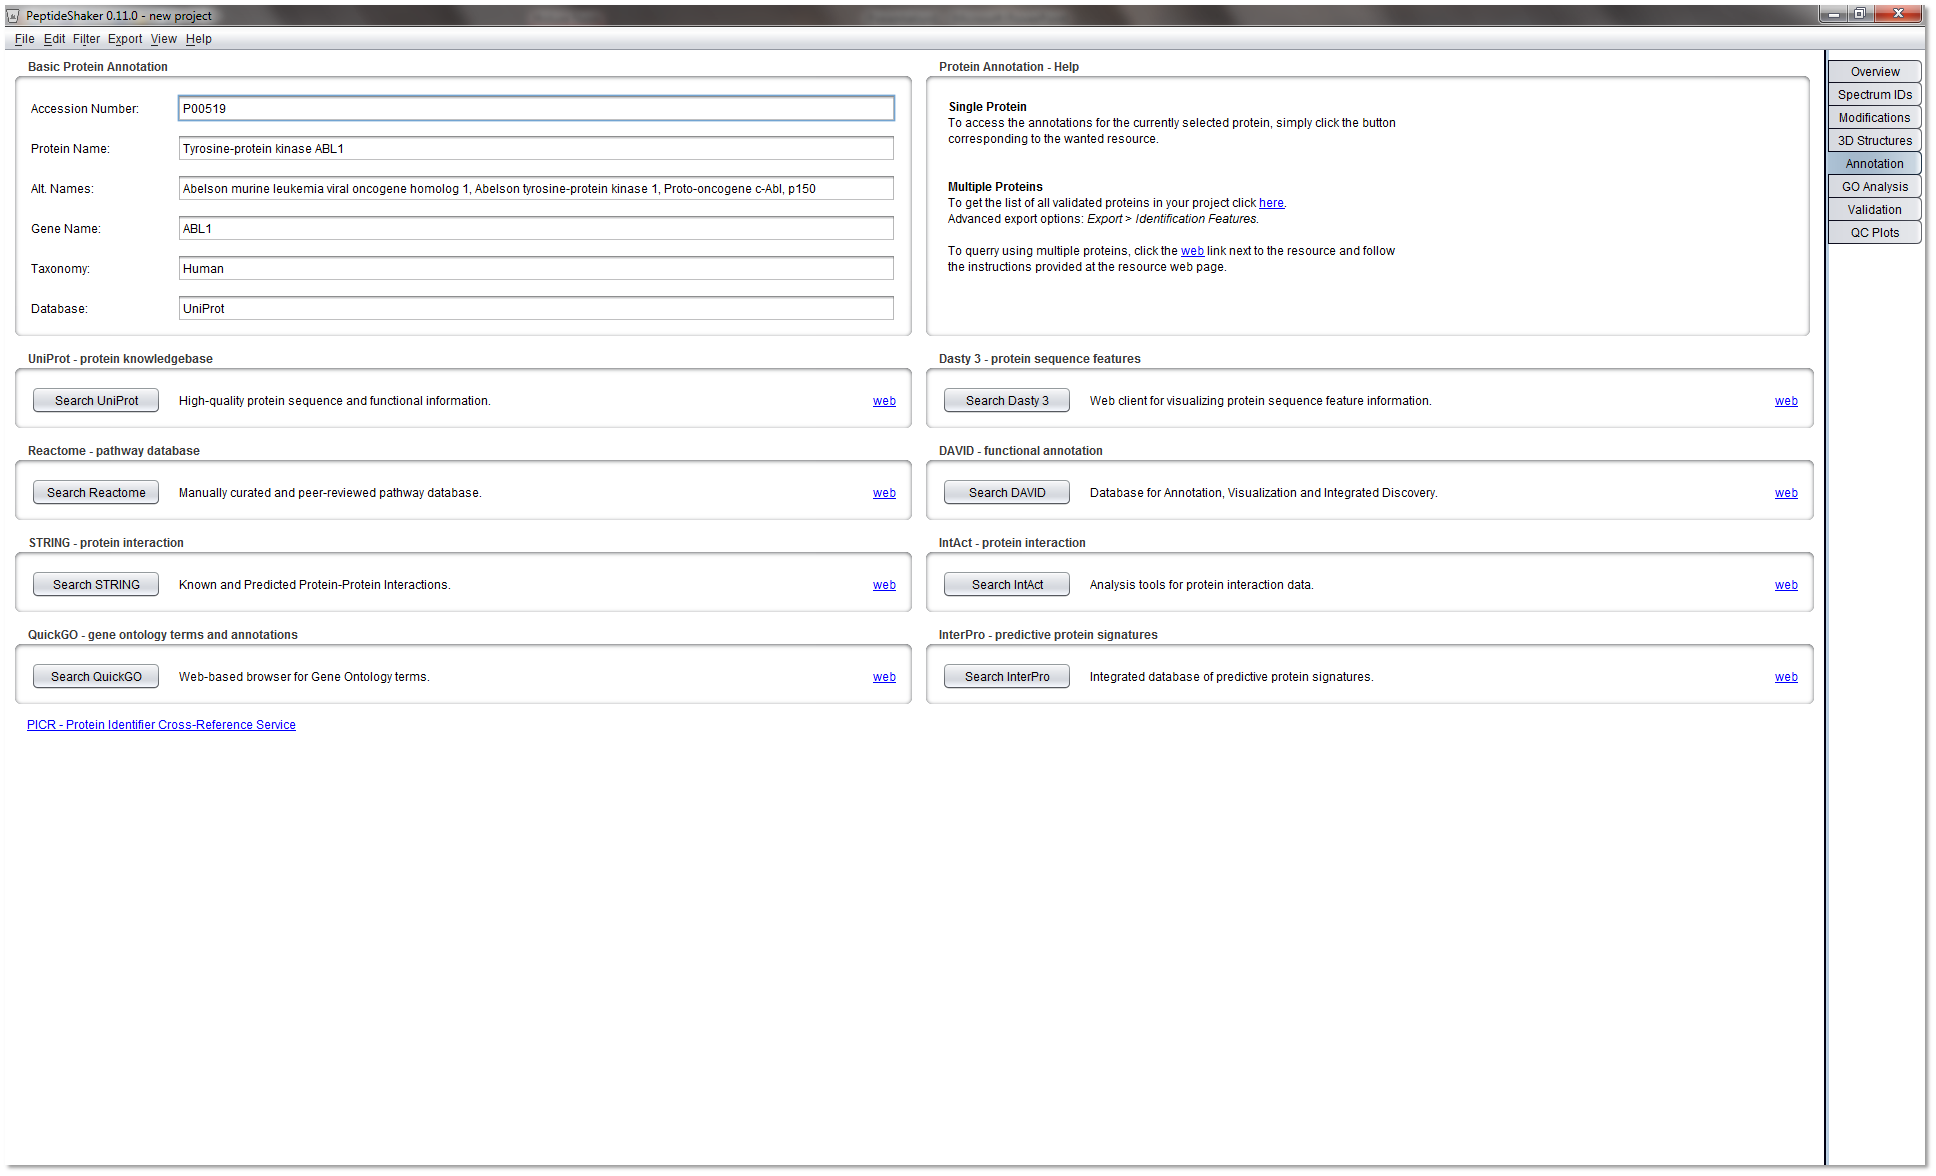 PeptideShaker 0.11.0 - new project
File Edit Filter Export View Help
Basic Protein Annotation
Accession Number: P00519
Protein Name: Tyrosine-protein kinase ABL1
Alt. Names: Abelson murine leukemia viral oncogene homolog 1, Abelson tyrosine-protein kinase 1, Proto-oncogene c-Abl, p150
Gene Name: ABL1
Taxonomy: Human
Database: UniProt
Protein Annotation - Help
Single Protein
To access the annotations for the currently selected protein, simply click the button
corresponding to the wanted resource.
Multiple Proteins
To get the list of all validated proteins in your project click here.
Advanced export options: Export > Identification Features.
To querry using multiple proteins, click the web link next to the resource and follow
the instructions provided at the resource web page.
UniProt - protein knowledgebase
Search UniProt High-quality protein sequence and functional information. web
Dasty 3 - protein sequence features
Search Dasty 3 Web client for visualizing protein sequence feature information. web
Reactome - pathway database
Search Reactome Manually curated and peer-reviewed pathway database. web
DAVID - functional annotation
Search DAVID Database for Annotation, Visualization and Integrated Discovery. web
STRING - protein interaction
Search STRING Known and Predicted Protein-Protein Interactions. web
IntAct - protein interaction
Search IntAct Analysis tools for protein interaction data. web
QuickGO - gene ontology terms and annotations
Search QuickGO Web-based browser for Gene Ontology terms. web
InterPro - predictive protein signatures
Search InterPro Integrated database of predictive protein signatures. web
PICR - Protein Identifier Cross-Reference Service
Overview
Spectrum IDs
Modifications
3D Structures
Annotation
GO Analysis
Validation
QC Plots